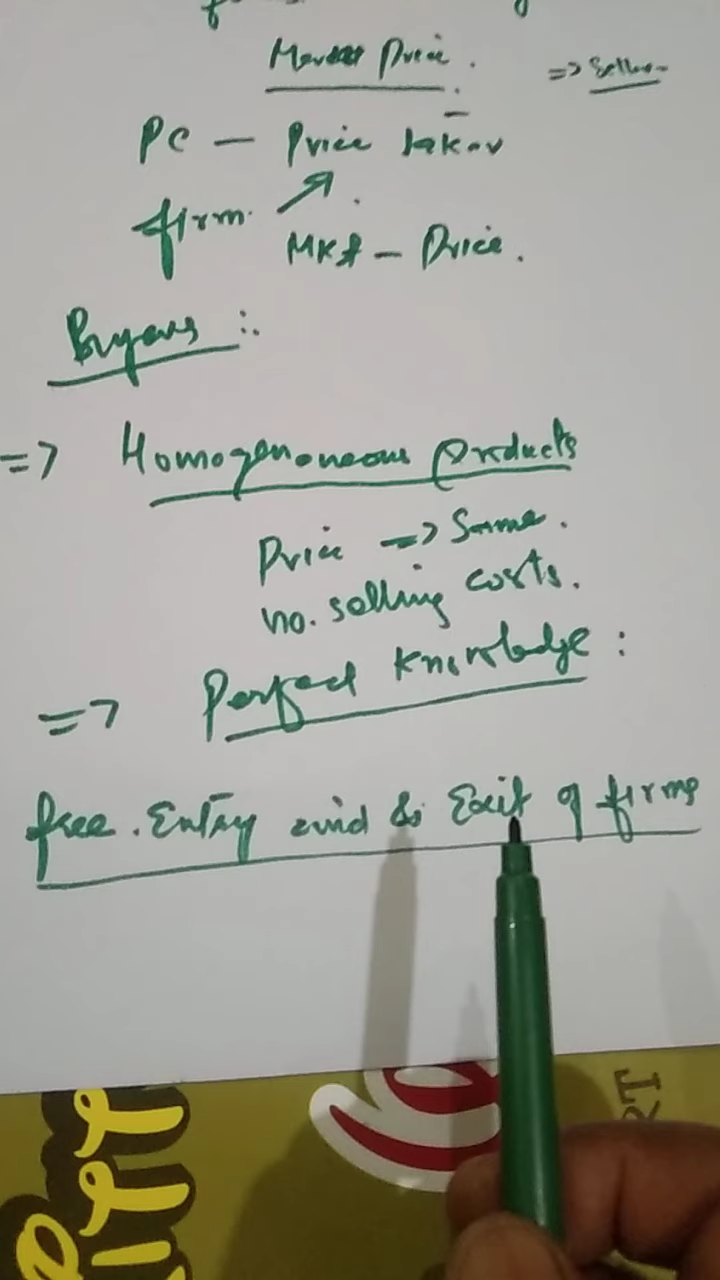 Market Price.
=> Seller
PC - Price taker
firm.
MKt - Price.
Buyers :.
=> Homogenoneous products
Price => Same.
no. selling costs.
=> Perfect Knowledge :
free. Entry and & Exit of firms